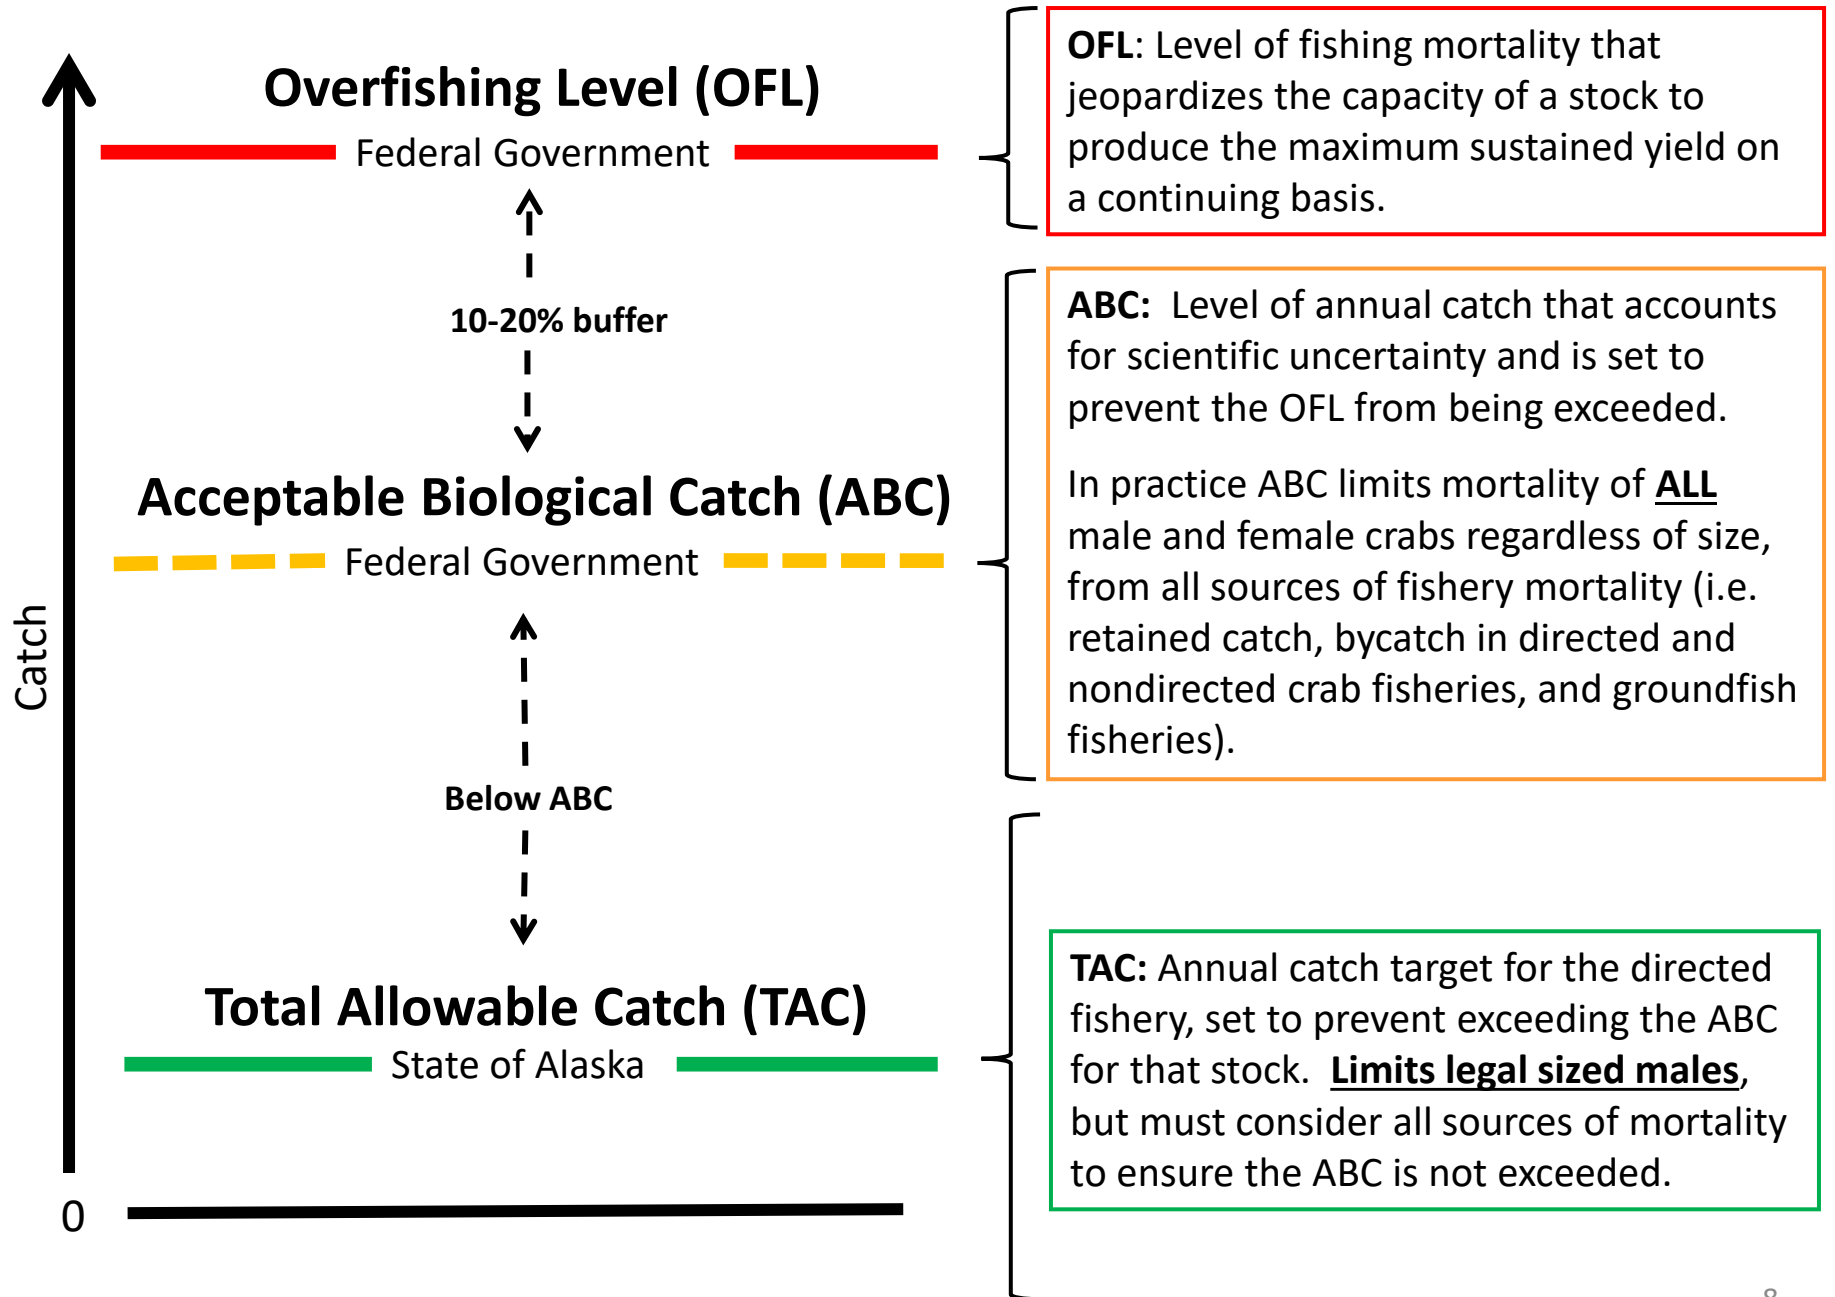 Overfishing Level (OFL)
Federal Government
10-20% buffer
Acceptable Biological Catch (ABC)
Federal Government
Below ABC
Total Allowable Catch (TAC)
State of Alaska
Catch
0
OFL: Level of fishing mortality that
jeopardizes the capacity of a stock to
produce the maximum sustained yield on
a continuing basis.
ABC:  Level of annual catch that accounts
for scientific uncertainty and is set to
prevent the OFL from being exceeded.
In practice ABC limits mortality of ALL
male and female crabs regardless of size,
from all sources of fishery mortality (i.e.
retained catch, bycatch in directed and
nondirected crab fisheries, and groundfish
fisheries).
TAC: Annual catch target for the directed
fishery, set to prevent exceeding the ABC
for that stock.  Limits legal sized males,
but must consider all sources of mortality
to ensure the ABC is not exceeded.